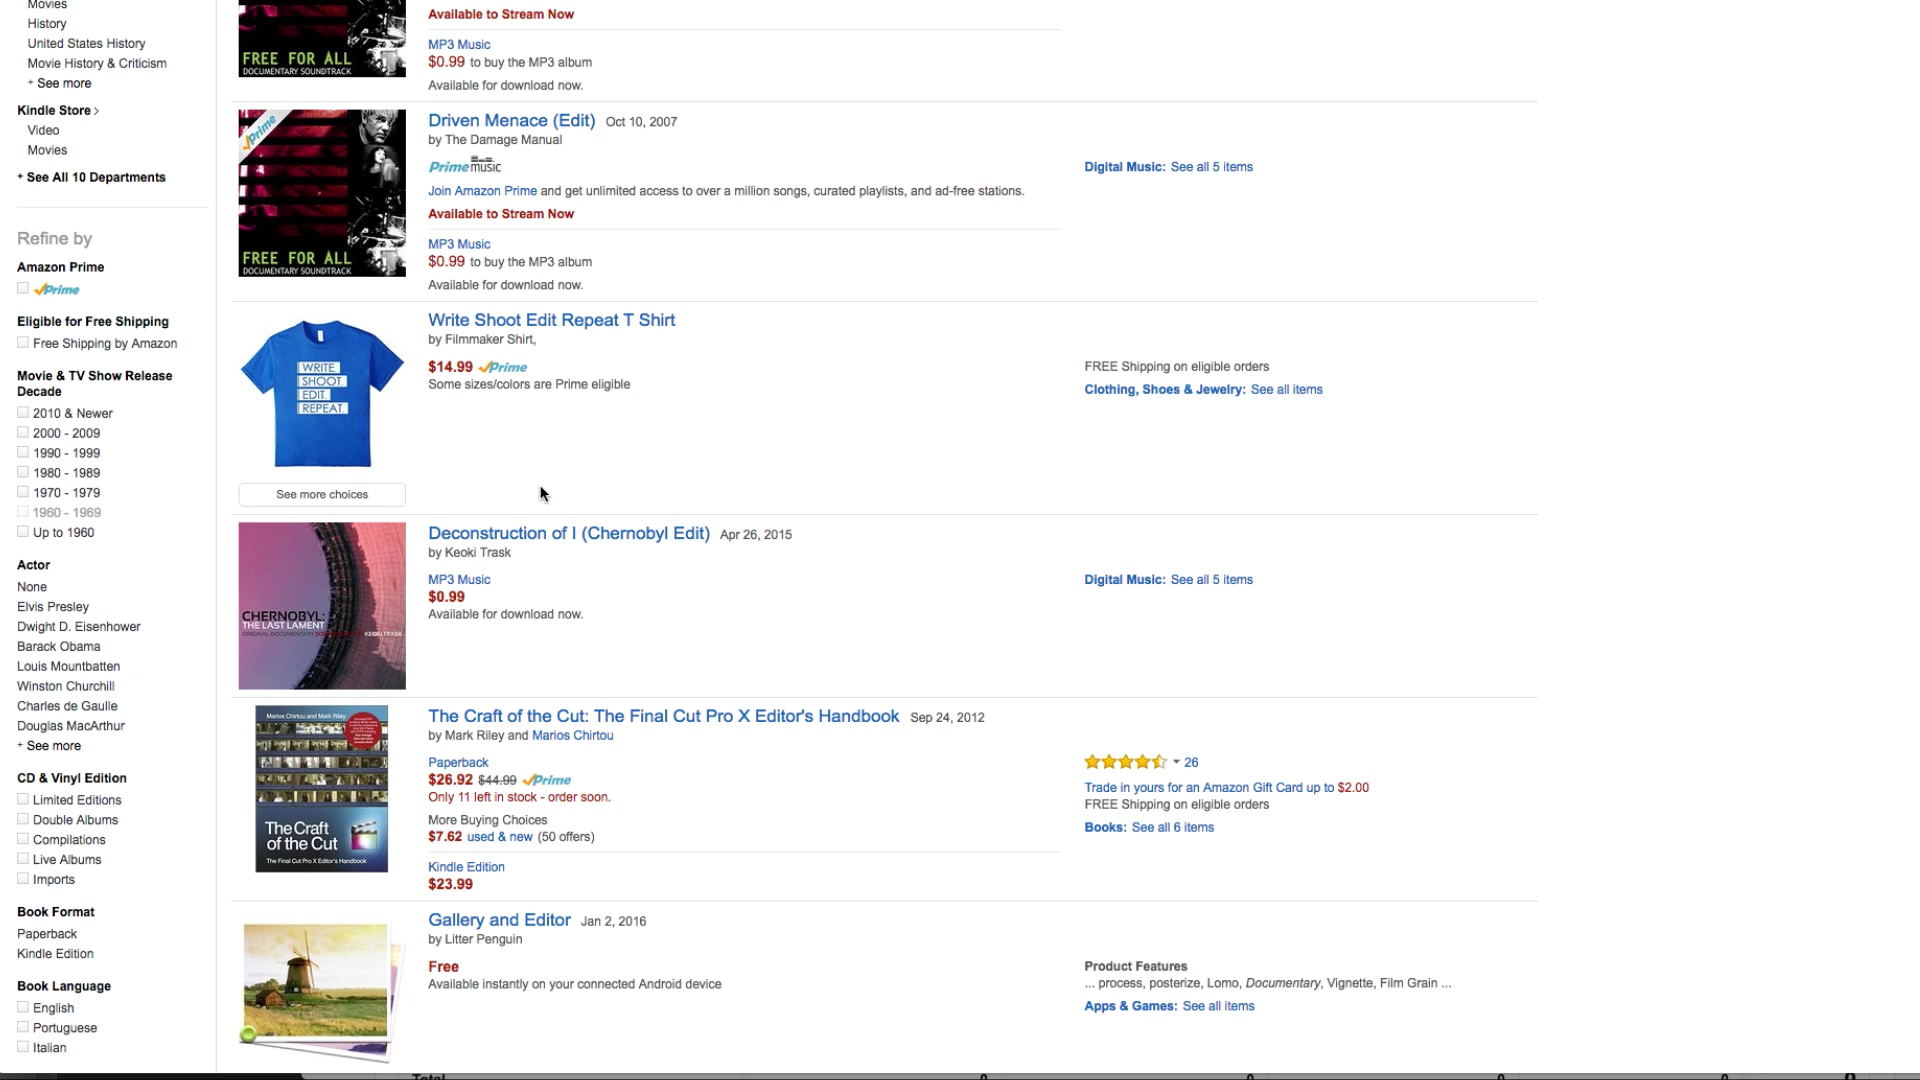 Movies
History
United States History
Movie History & Criticism
+ See more
Kindle Store >
Video
Movies
+ See All 10 Departments
Refine by
Amazon Prime
Prime
Eligible for Free Shipping
Free Shipping by Amazon
Movie & TV Show Release
Decade
2010 & Newer
2000 - 2009
1990 - 1999
1980 - 1989
1970 - 1979
1960 - 1969
Up to 1960
Actor
None
Elvis Presley
Dwight D. Eisenhower
Barack Obama
Louis Mountbatten
Winston Churchill
Charles de Gaulle
Douglas MacArthur
+ See more
CD & Vinyl Edition
Limited Editions
Double Albums
Compilations
Live Albums
Imports
Book Format
Paperback
Kindle Edition
Book Language
English
Portuguese
Italian
FREE FOR ALL
DOCUMENTARY SOUNDTRACK
Available to Stream Now
MP3 Music
$0.99 to buy the MP3 album
Available for download now.
Prime
FREE FOR ALL
DOCUMENTARY SOUNDTRACK
Driven Menace (Edit) Oct 10, 2007
by The Damage Manual
Prime music
Join Amazon Prime and get unlimited access to over a million songs, curated playlists, and ad-free stations.
Available to Stream Now
MP3 Music
$0.99 to buy the MP3 album
Available for download now.
Digital Music: See all 5 items
WRITE.
SHOOT.
EDIT.
REPEAT.
See more choices
Write Shoot Edit Repeat T Shirt
by Filmmaker Shirt,
$14.99 Prime
Some sizes/colors are Prime eligible
FREE Shipping on eligible orders
Clothing, Shoes & Jewelry: See all items
CHERNOBYL:
THE LAST LAMENT
KEOKI TRASK
Deconstruction of I (Chernobyl Edit) Apr 26, 2015
by Keoki Trask
MP3 Music
$0.99
Available for download now.
Digital Music: See all 5 items
Marios Chirtou and Mark Riley
The Craft
of the Cut
The Final Cut Pro X Editor's Handbook
The Craft of the Cut: The Final Cut Pro X Editor's Handbook Sep 24, 2012
by Mark Riley and Marios Chirtou
Paperback
$26.92 $44.99 Prime
Only 11 left in stock - order soon.
More Buying Choices
$7.62 used & new (50 offers)
Kindle Edition
$23.99
26
Trade in yours for an Amazon Gift Card up to $2.00
FREE Shipping on eligible orders
Books: See all 6 items
Gallery and Editor Jan 2, 2016
by Litter Penguin
Free
Available instantly on your connected Android device
Product Features
... process, posterize, Lomo, Documentary, Vignette, Film Grain ...
Apps & Games: See all items